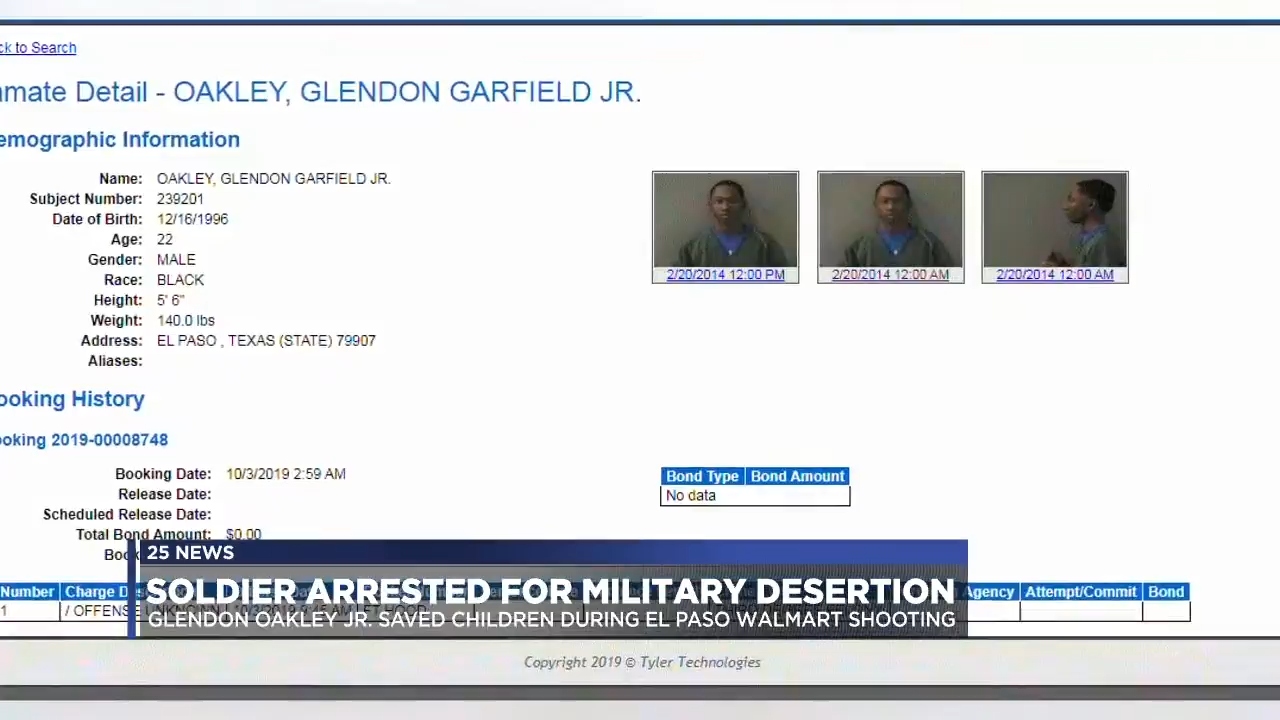 ck to Search
mate Detail - OAKLEY, GLENDON GARFIELD JR.
emographic Information
Name: OAKLEY, GLENDON GARFIELD JR.
Subject Number: 239201
Date of Birth: 12/16/1996
Age: 22
Gender: MALE
Race: BLACK
Height: 5' 6"
Weight: 140.0 lbs
Address: EL PASO , TEXAS (STATE) 79907
Aliases:
2/20/2014 12:00 PM 2/20/2014 12:00 AM 2/20/2014 12:00 AM
ooking History
ooking 2019-00008748
Booking Date: 10/3/2019 2:59 AM
Release Date:
Scheduled Release Date:
Total Bond Amount: $0.00
Boo
Bond Type Bond Amount
No data
25 NEWS
SOLDIER ARRESTED FOR MILITARY DESERTION
GLENDON OAKLEY JR. SAVED CHILDREN DURING EL PASO WALMART SHOOTING
Number Charge Des Agency Attempt/Commit Bond
1 / OFFENSE
Copyright 2019 © Tyler Technologies